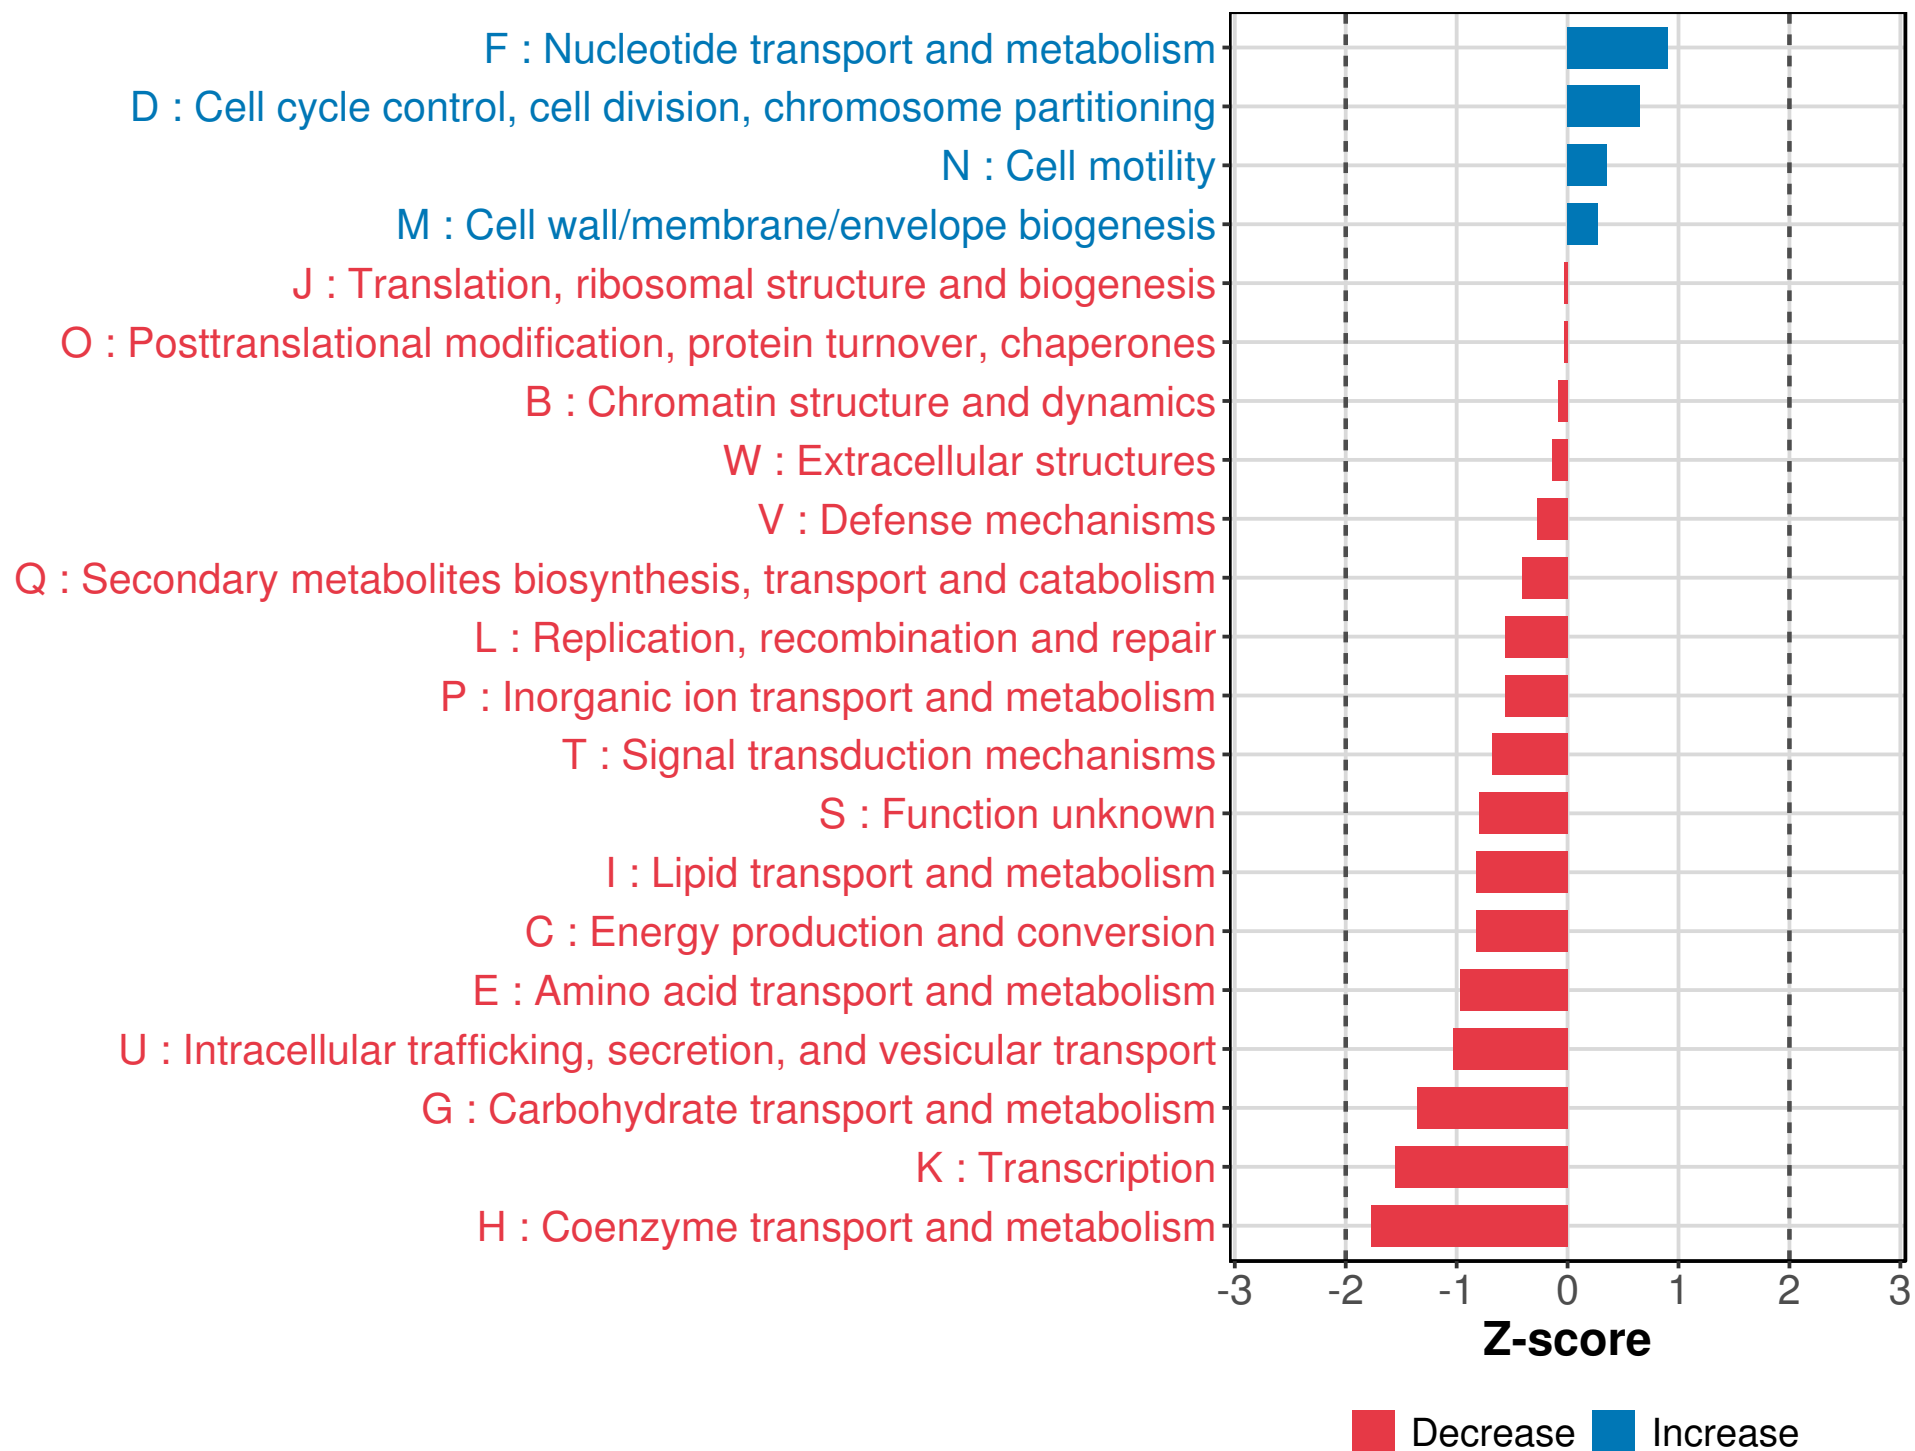 F : Nucleotide transport and metabolism
D : Cell cycle control, cell division, chromosome partitioning
N : Cell motility
M : Cell wall/membrane/envelope biogenesis
J : Translation, ribosomal structure and biogenesis
O : Posttranslational modification, protein turnover, chaperones
B : Chromatin structure and dynamics
W : Extracellular structures
V : Defense mechanisms
Q : Secondary metabolites biosynthesis, transport and catabolism
L : Replication, recombination and repair
P : Inorganic ion transport and metabolism
T : Signal transduction mechanisms
S : Function unknown
I : Lipid transport and metabolism
C : Energy production and conversion
E : Amino acid transport and metabolism
U : Intracellular trafficking, secretion, and vesicular transport
G : Carbohydrate transport and metabolism
K : Transcription
H : Coenzyme transport and metabolism
-3 -2 -1 0 1 2 3
Z-score
Decrease Increase